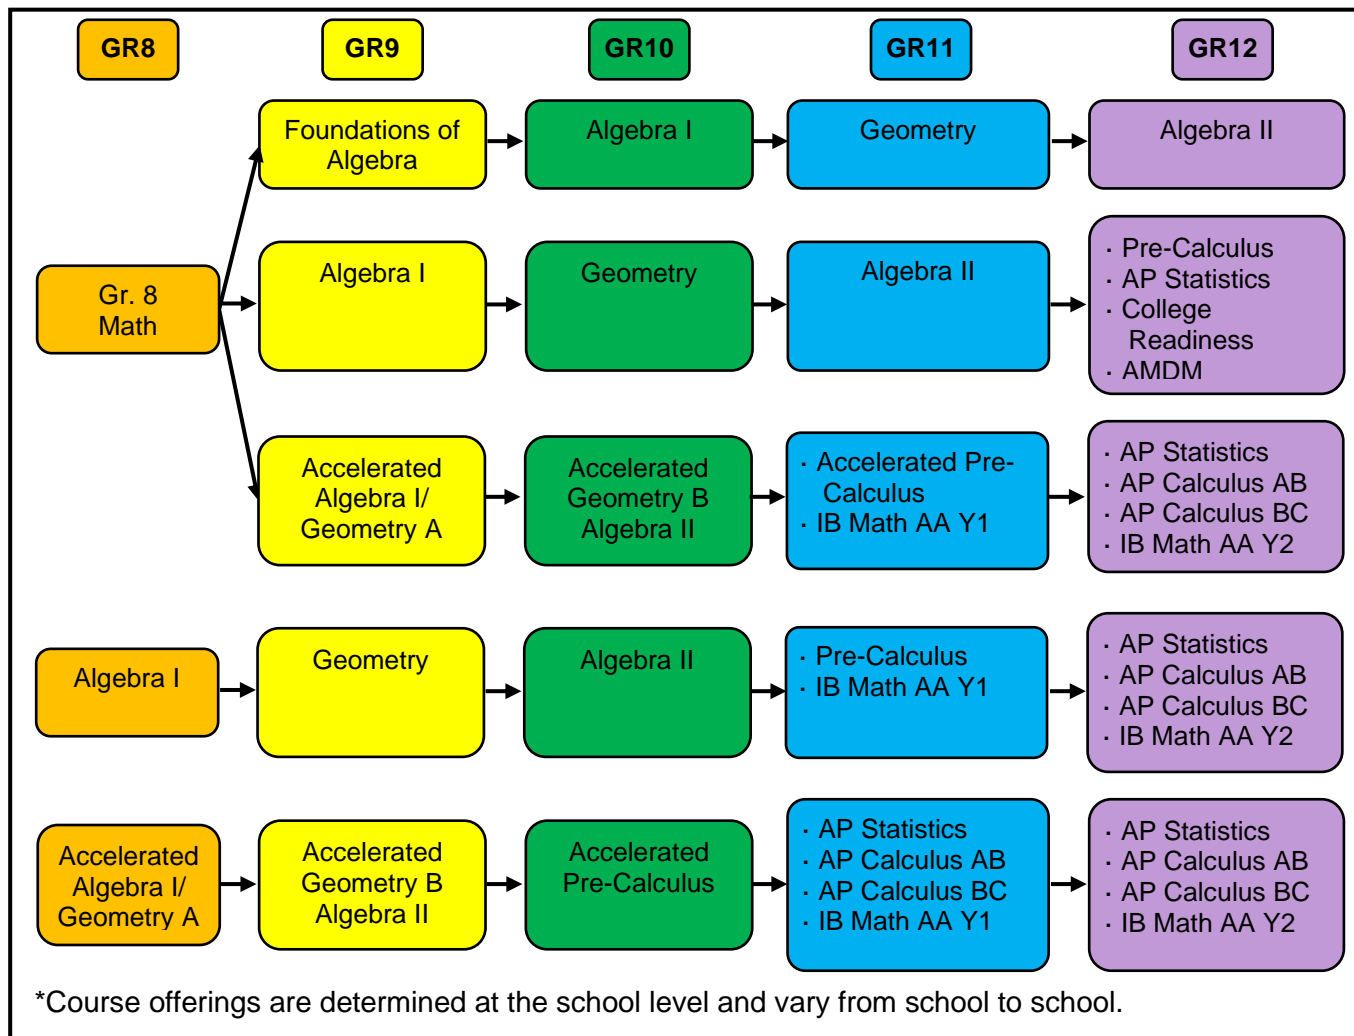 GR8
GR9
GR10
GR11
GR12
Foundations of
Algebra
Algebra I
Geometry
Algebra II
Gr. 8
Math
Algebra I
Geometry
Algebra II
· Pre-Calculus
· AP Statistics
· College
Readiness
· AMDM
Accelerated
Algebra I/
Geometry A
Accelerated
Geometry B
Algebra II
· Accelerated Pre-
Calculus
· IB Math AA Y1
· AP Statistics
· AP Calculus AB
· AP Calculus BC
· IB Math AA Y2
Algebra I
Geometry
Algebra II
· Pre-Calculus
· IB Math AA Y1
· AP Statistics
· AP Calculus AB
· AP Calculus BC
· IB Math AA Y2
Accelerated
Algebra I/
Geometry A
Accelerated
Geometry B
Algebra II
Accelerated
Pre-Calculus
· AP Statistics
· AP Calculus AB
· AP Calculus BC
· IB Math AA Y1
· AP Statistics
· AP Calculus AB
· AP Calculus BC
· IB Math AA Y2
*Course offerings are determined at the school level and vary from school to school.